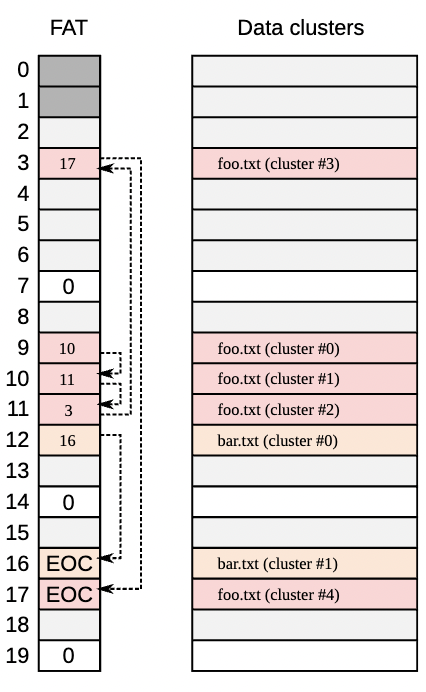 FAT Data clusters
0
1
2
3 17 foo.txt (cluster #3)
4
5
6
7 0
8
9 10 foo.txt (cluster #0)
10 11 foo.txt (cluster #1)
11 3 foo.txt (cluster #2)
12 16 bar.txt (cluster #0)
13
14 0
15
16 EOC bar.txt (cluster #1)
17 EOC foo.txt (cluster #4)
18
19 0